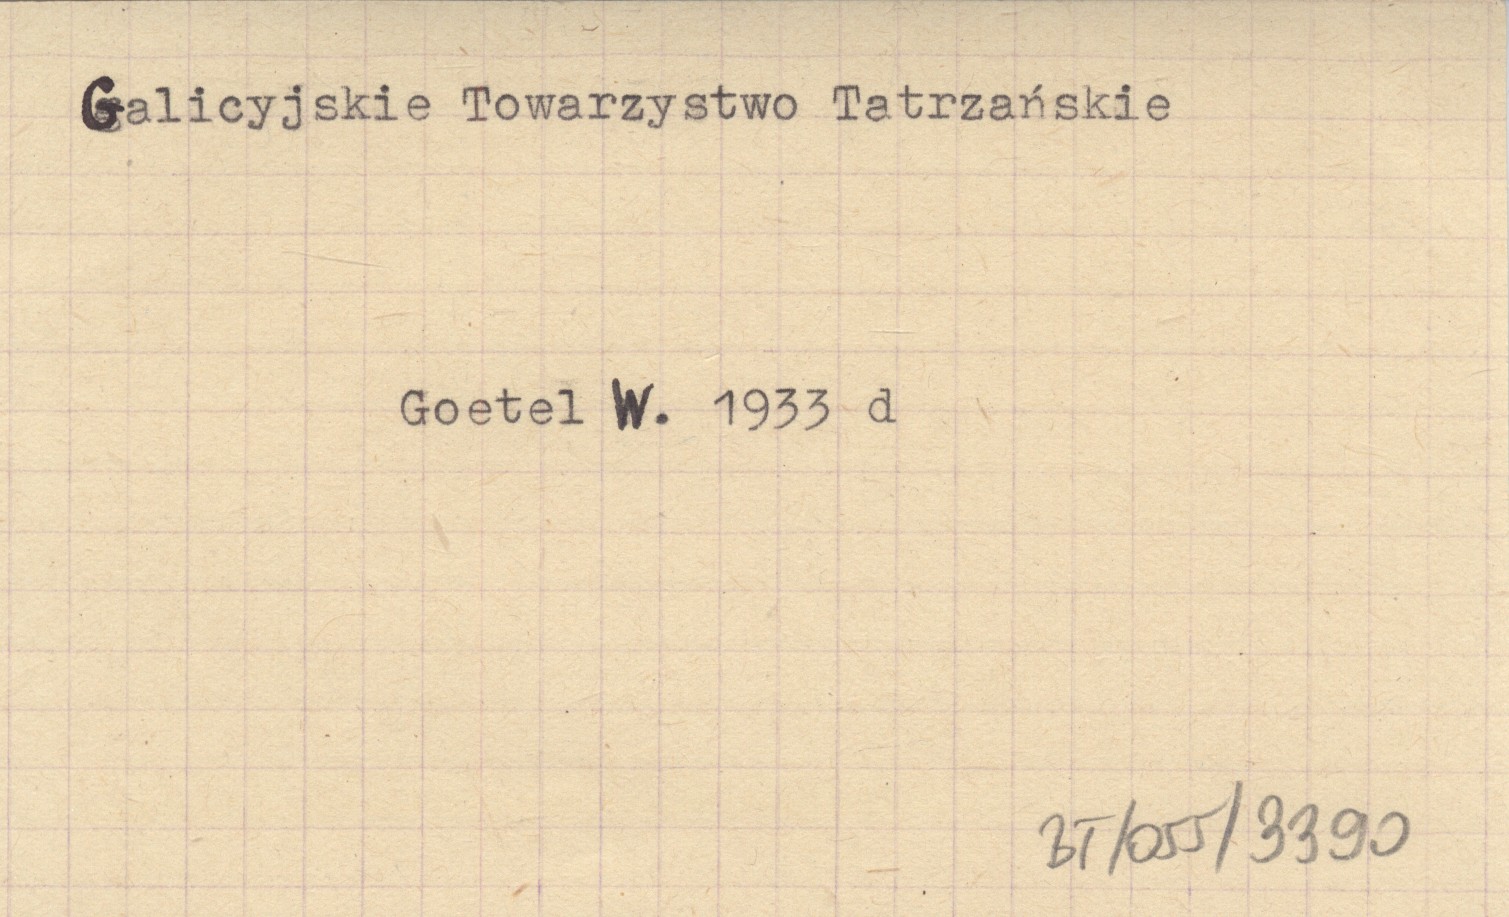 Galicyjskie Towarzystwo Tatrzańskie
Goetel W. 1933 d
BT/055/3390